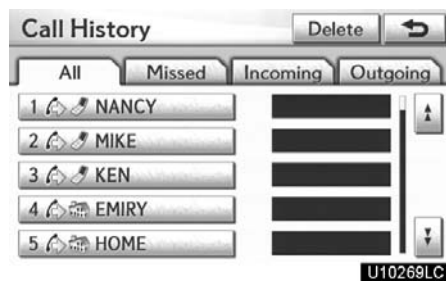 Call History Delete
All Missed Incoming Outgoing
1 NANCY
2 MIKE
3 KEN
4 EMIRY
5 HOME
U10269LC